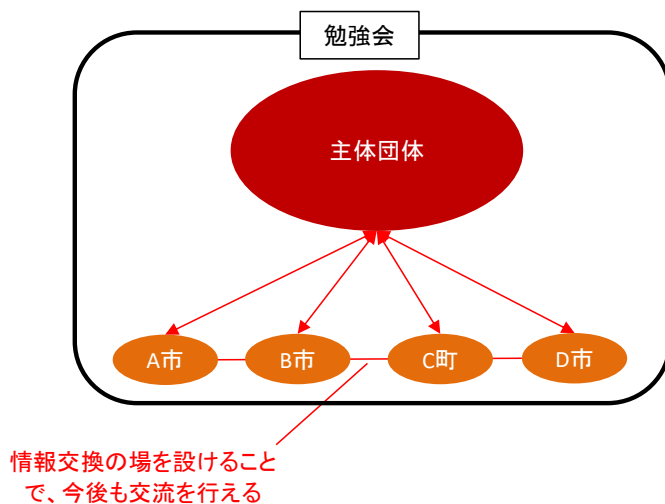 勉強会
主体団体
A市
B市
C町
D市
情報交換の場を設けること
で、今後も交流を行える